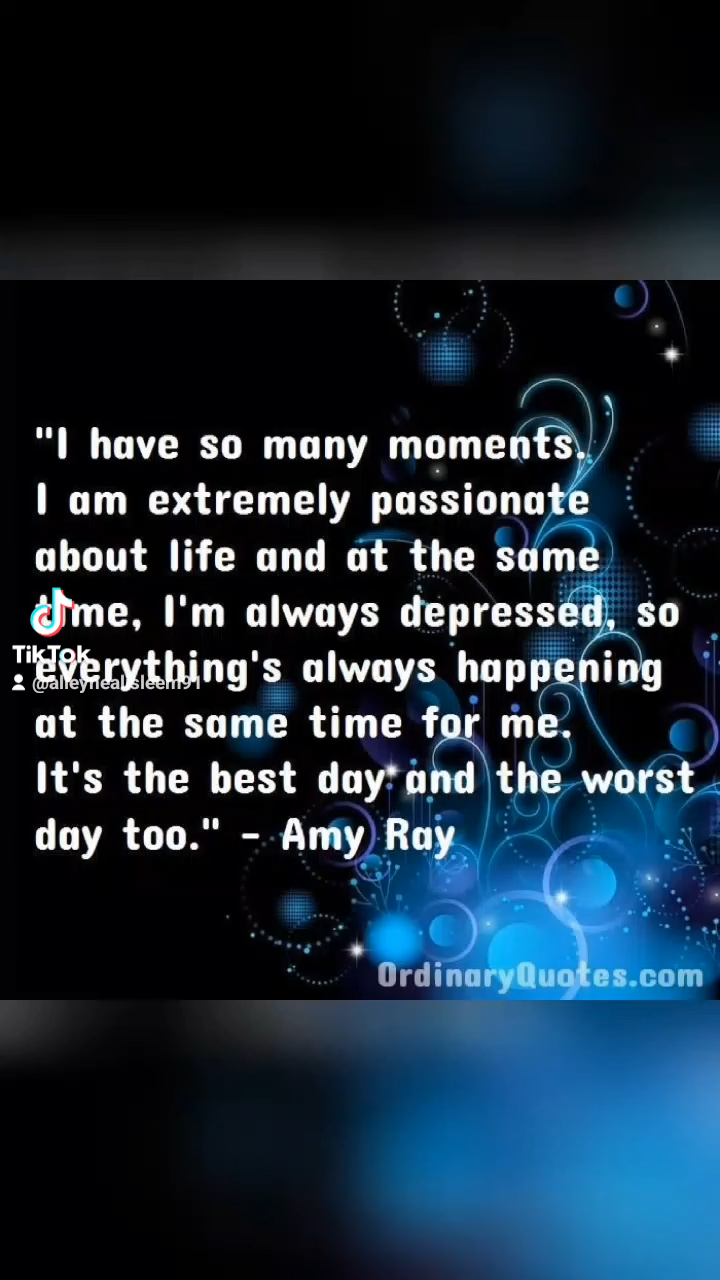 "I have so many moments.
I am extremely passionate
about life and at the same
time, I'm always depressed, so
everything's always happening
at the same time for me.
It's the best day and the worst
day too." - Amy Ray
TikTok
OrdinaryQuotes.com